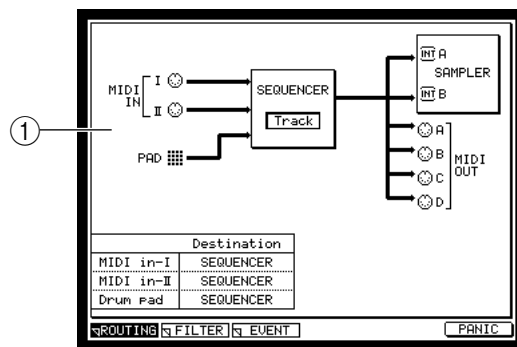 ①
MIDI IN
I
II
PAD
SEQUENCER
Track
INT A
SAMPLER
INT B
A
B
C
D
MIDI OUT
Destination
MIDI in-I SEQUENCER
MIDI in-II SEQUENCER
Drum pad SEQUENCER
ROUTING FILTER EVENT PANIC